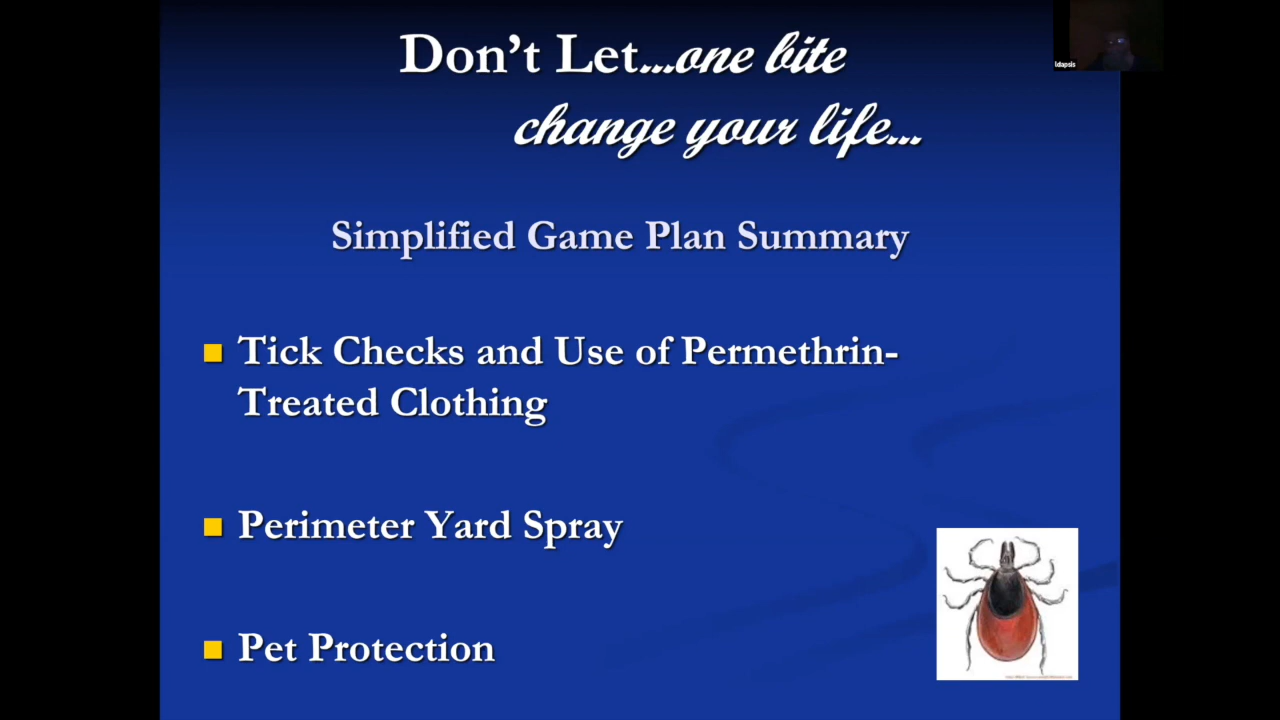 Don't Let...one bite
change your life...
ldapsis
Simplified Game Plan Summary
Tick Checks and Use of Permethrin-
Treated Clothing
Perimeter Yard Spray
Pet Protection